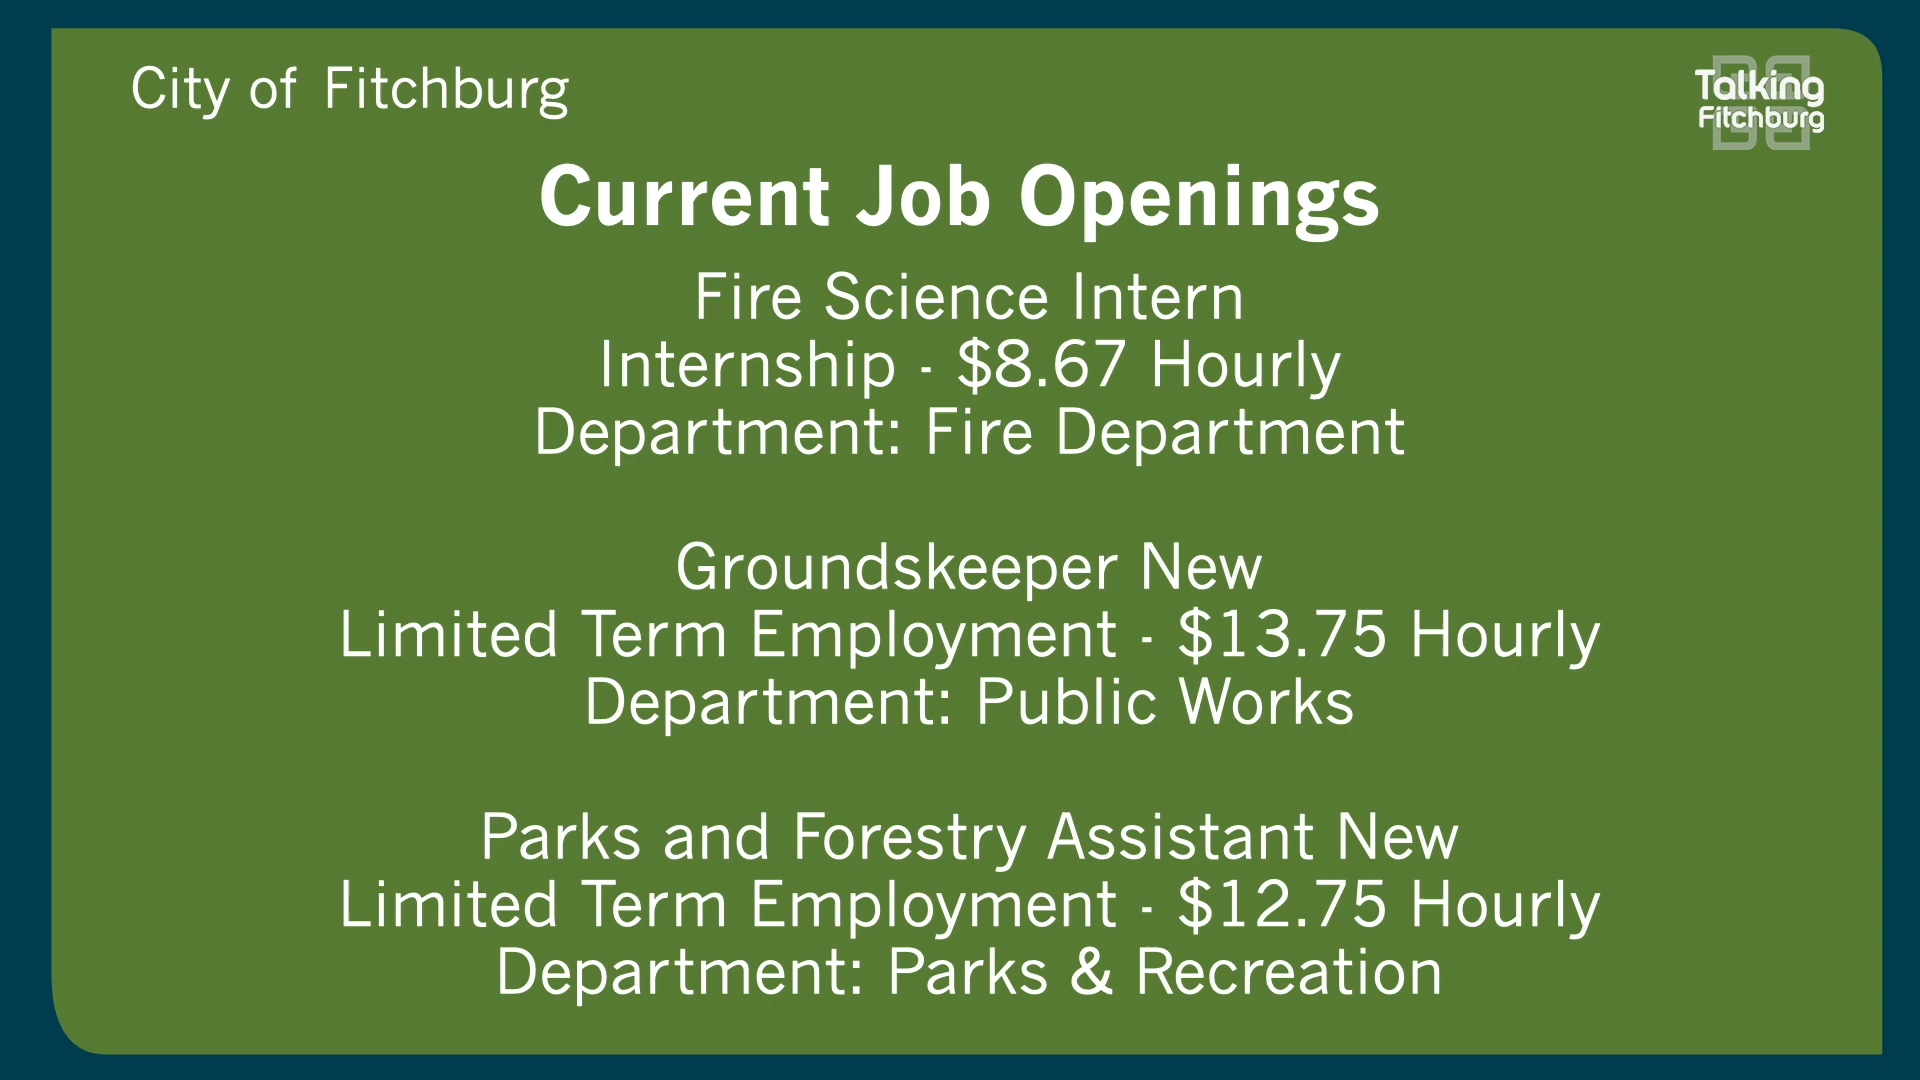 City of Fitchburg
Talking
Fitchburg
Current Job Openings
Fire Science Intern
Internship - $8.67 Hourly
Department: Fire Department
Groundskeeper New
Limited Term Employment - $13.75 Hourly
Department: Public Works
Parks and Forestry Assistant New
Limited Term Employment - $12.75 Hourly
Department: Parks & Recreation